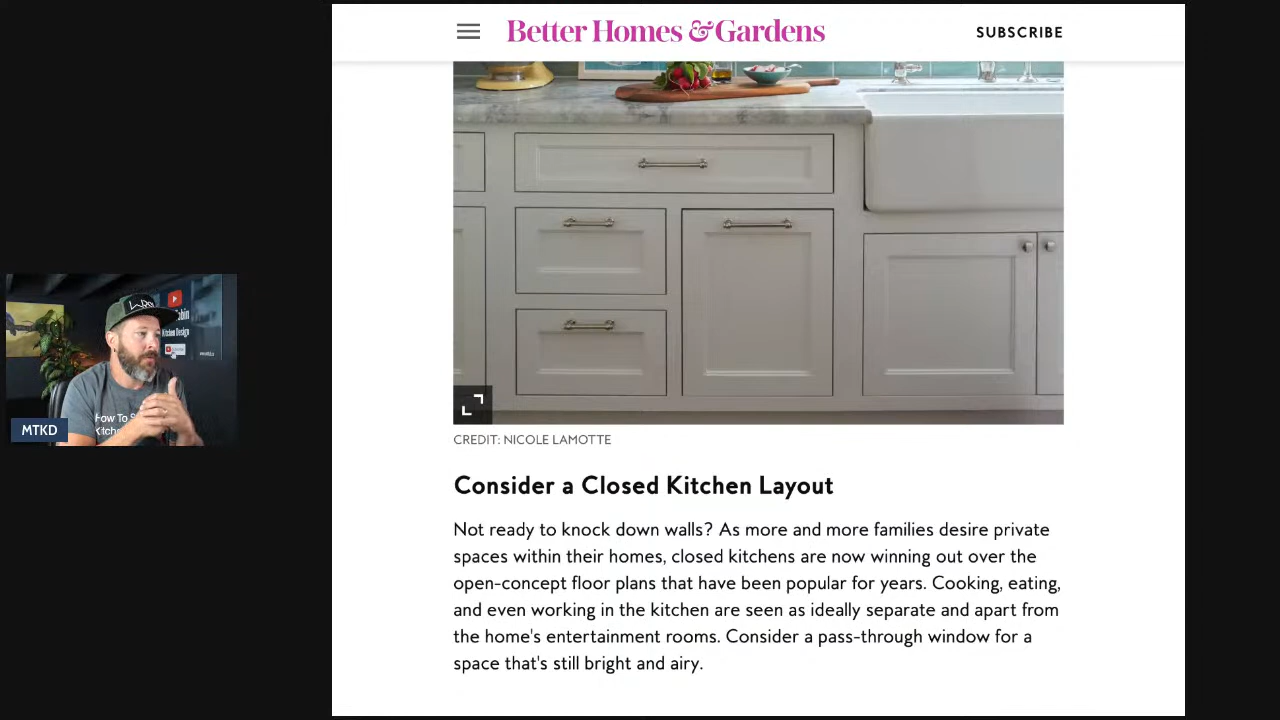 Better Homes & Gardens
SUBSCRIBE
CREDIT: NICOLE LAMOTTE
Consider a Closed Kitchen Layout
Not ready to knock down walls? As more and more families desire private
spaces within their homes, closed kitchens are now winning out over the
open-concept floor plans that have been popular for years. Cooking, eating,
and even working in the kitchen are seen as ideally separate and apart from
the home's entertainment rooms. Consider a pass-through window for a
space that's still bright and airy.
Kitchen Design
How To
MTKD